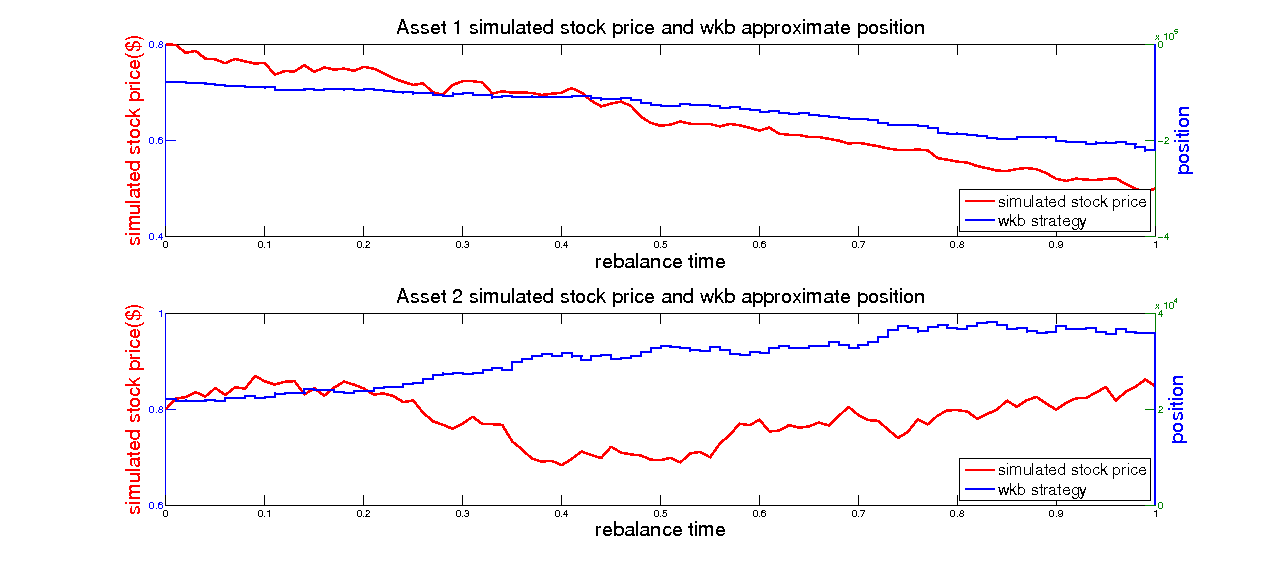 Asset 1 simulated stock price and wkb approximate position
x 10^5
0.8
0.6
0.4
simulated stock price($)
0
-2
-4
position
simulated stock price
wkb strategy
0 0.1 0.2 0.3 0.4 0.5 0.6 0.7 0.8 0.9 1
rebalance time
Asset 2 simulated stock price and wkb approximate position
x 10^4
1
0.8
0.6
simulated stock price($)
4
2
0
position
simulated stock price
wkb strategy
0 0.1 0.2 0.3 0.4 0.5 0.6 0.7 0.8 0.9 1
rebalance time